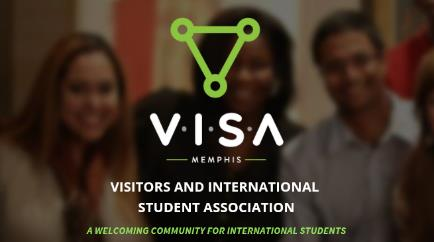 V·I·S·A
MEMPHIS
VISITORS AND INTERNATIONAL
STUDENT ASSOCIATION
A WELCOMING COMMUNITY FOR INTERNATIONAL STUDENTS